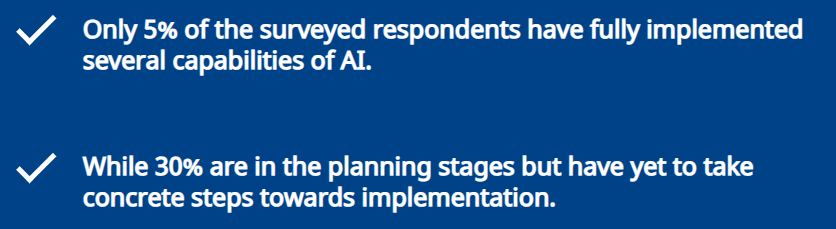 Only 5% of the surveyed respondents have fully implemented
several capabilities of AI.
While 30% are in the planning stages but have yet to take
concrete steps towards implementation.